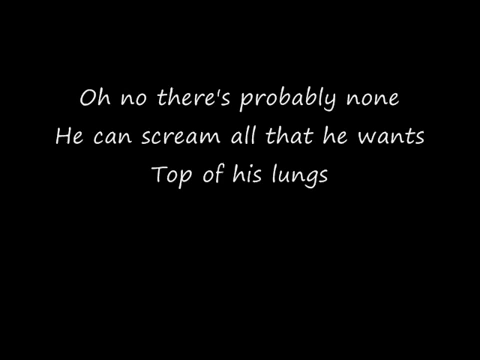 Oh no there's probably none
He can scream all that he wants
Top of his lungs